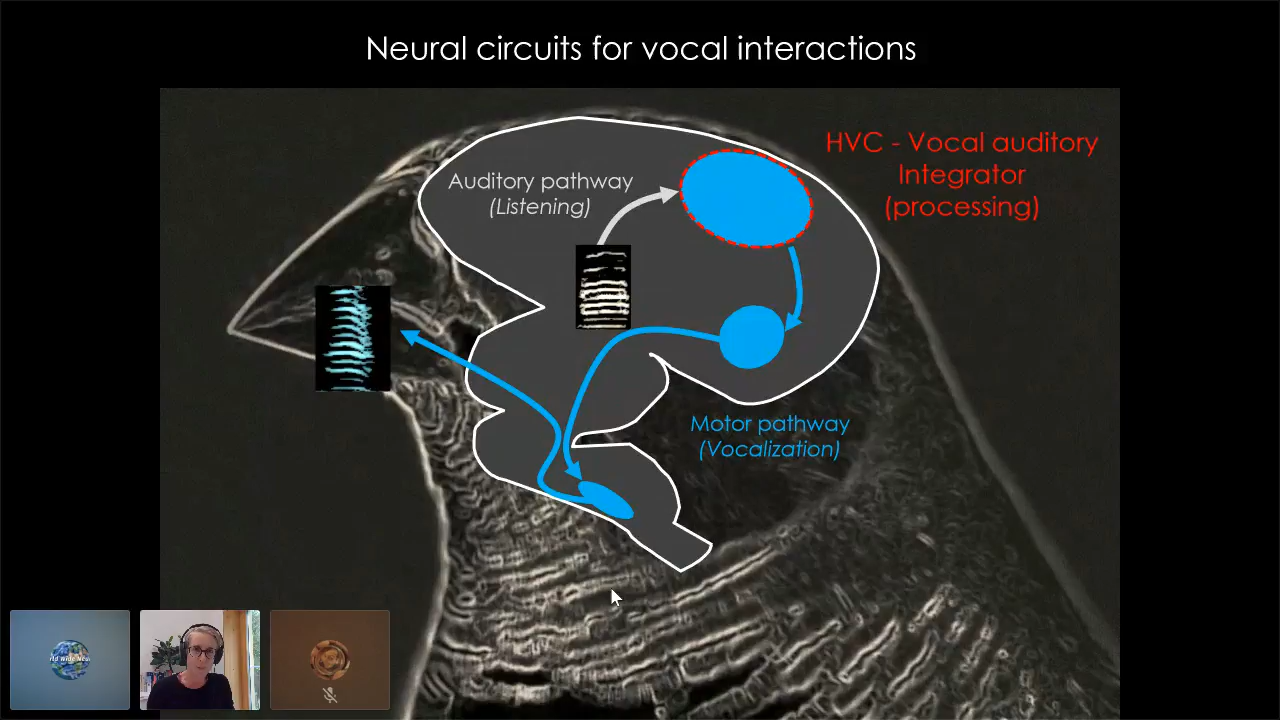 Neural circuits for vocal interactions
Auditory pathway
(Listening)
HVC - Vocal auditory
Integrator
(processing)
Motor pathway
(Vocalization)